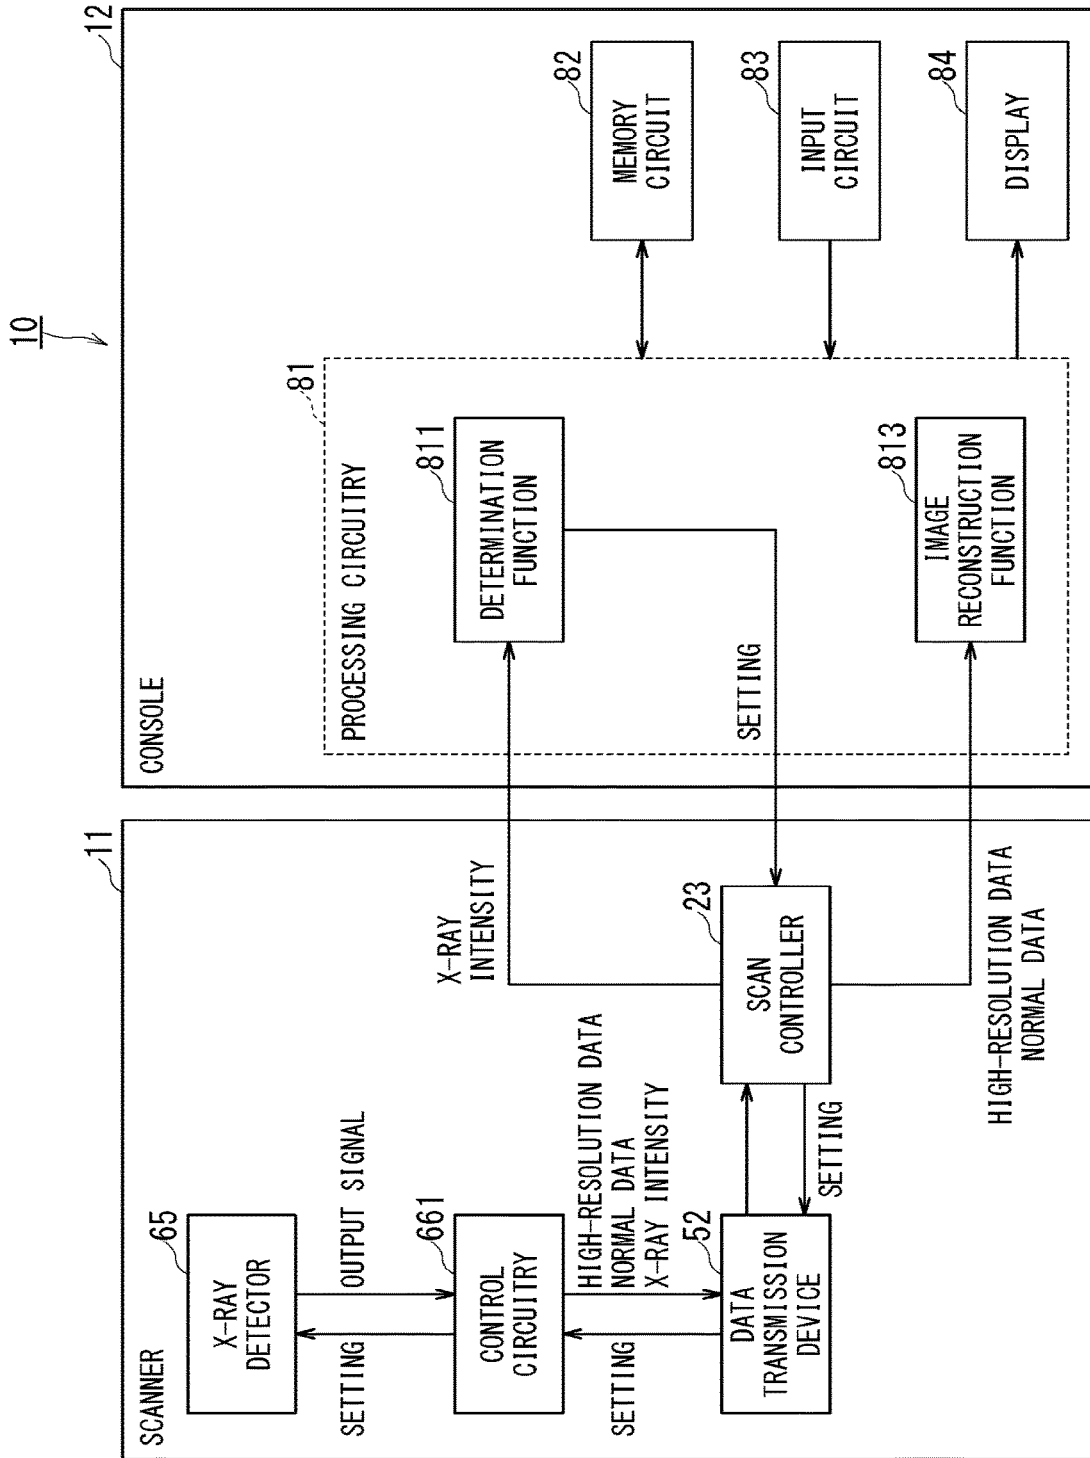 10
11
SCANNER
65
X-RAY
DETECTOR
SETTING
OUTPUT SIGNAL
661
CONTROL
CIRCUITRY
SETTING
HIGH-RESOLUTION DATA
NORMAL DATA
X-RAY INTENSITY
52
DATA
TRANSMISSION
DEVICE
SETTING
23
SCAN
CONTROLLER
X-RAY
INTENSITY
HIGH-RESOLUTION DATA
NORMAL DATA
12
CONSOLE
81
PROCESSING CIRCUITRY
811
DETERMINATION
FUNCTION
SETTING
813
IMAGE
RECONSTRUCTION
FUNCTION
82
MEMORY
CIRCUIT
83
INPUT
CIRCUIT
84
DISPLAY